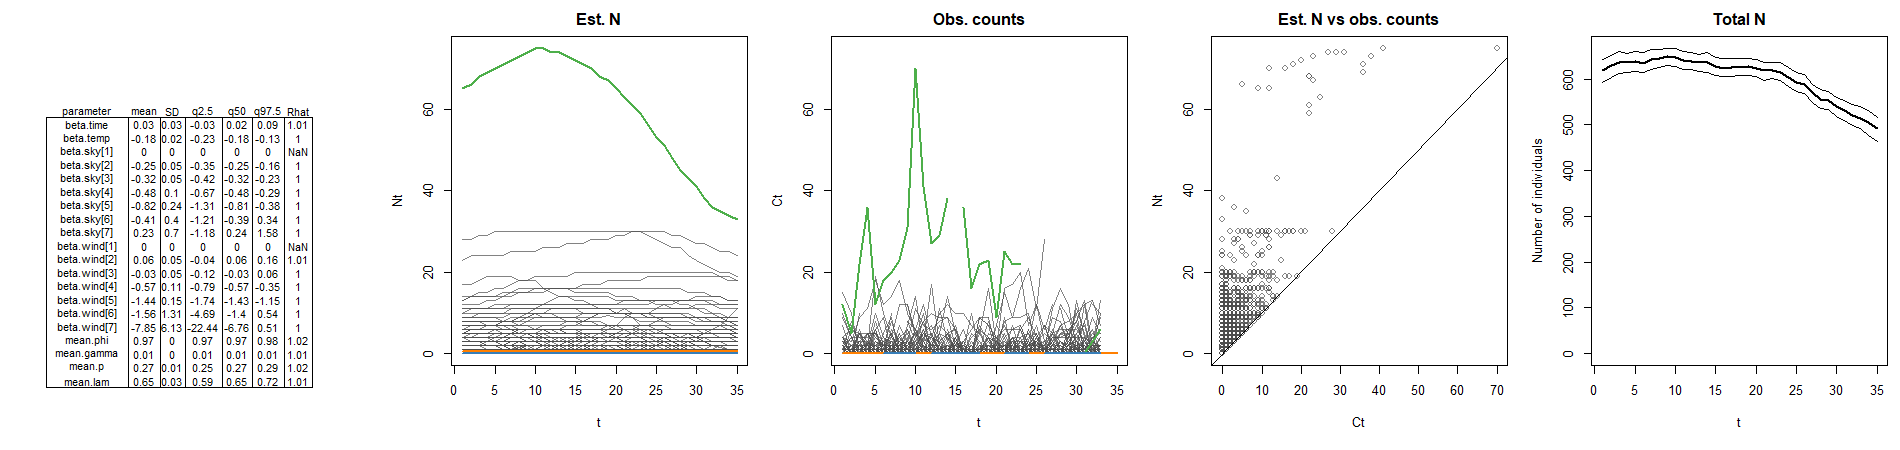 parameter mean SD q2.5 q50 q97.5 Rhat
beta.time 0.03 0.03 -0.03 0.02 0.09 1.01
beta.temp -0.18 0.02 -0.23 -0.18 -0.13 1
beta.sky[1] 0 0 0 0 0 NaN
beta.sky[2] -0.25 0.05 -0.35 -0.25 -0.16 1
beta.sky[3] -0.32 0.05 -0.42 -0.32 -0.23 1
beta.sky[4] -0.48 0.1 -0.67 -0.48 -0.29 1
beta.sky[5] -0.82 0.24 -1.31 -0.81 -0.38 1
beta.sky[6] -0.41 0.4 -1.21 -0.39 0.34 1
beta.sky[7] 0.23 0.7 -1.18 0.24 1.58 1
beta.wind[1] 0 0 0 0 0 NaN
beta.wind[2] 0.06 0.05 -0.04 0.06 0.16 1.01
beta.wind[3] -0.03 0.05 -0.12 -0.03 0.06 1
beta.wind[4] -0.57 0.11 -0.79 -0.57 -0.35 1
beta.wind[5] -1.44 0.15 -1.74 -1.43 -1.15 1
beta.wind[6] -1.56 1.31 -4.69 -1.4 0.54 1
beta.wind[7] -7.85 6.13 -22.44 -6.76 0.51 1
mean.phi 0.97 0 0.97 0.97 0.98 1.02
mean.gamma 0.01 0 0.01 0.01 0.01 1.01
mean.p 0.27 0.01 0.25 0.27 0.29 1.02
mean.lam 0.65 0.03 0.59 0.65 0.72 1.01
Est. N
Nt
60
40
20
0
0 5 10 15 20 25 30 35
t
Obs. counts
Ct
60
40
20
0
0 5 10 15 20 25 30 35
t
Est. N vs obs. counts
Nt
60
40
20
0
0 10 20 30 40 50 60 70
Ct
Total N
Number of individuals
600
500
400
300
200
100
0
0 5 10 15 20 25 30 35
t